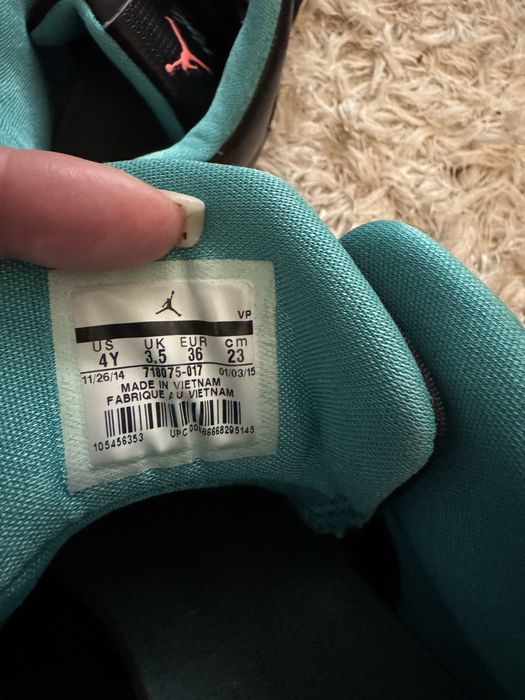 VP
US UK EUR cm
4Y 3.5 36 23
11/26/14 718075-017 01/03/15
MADE IN VIETNAM
FABRIQUE AU VIETNAM
105456353 UPC